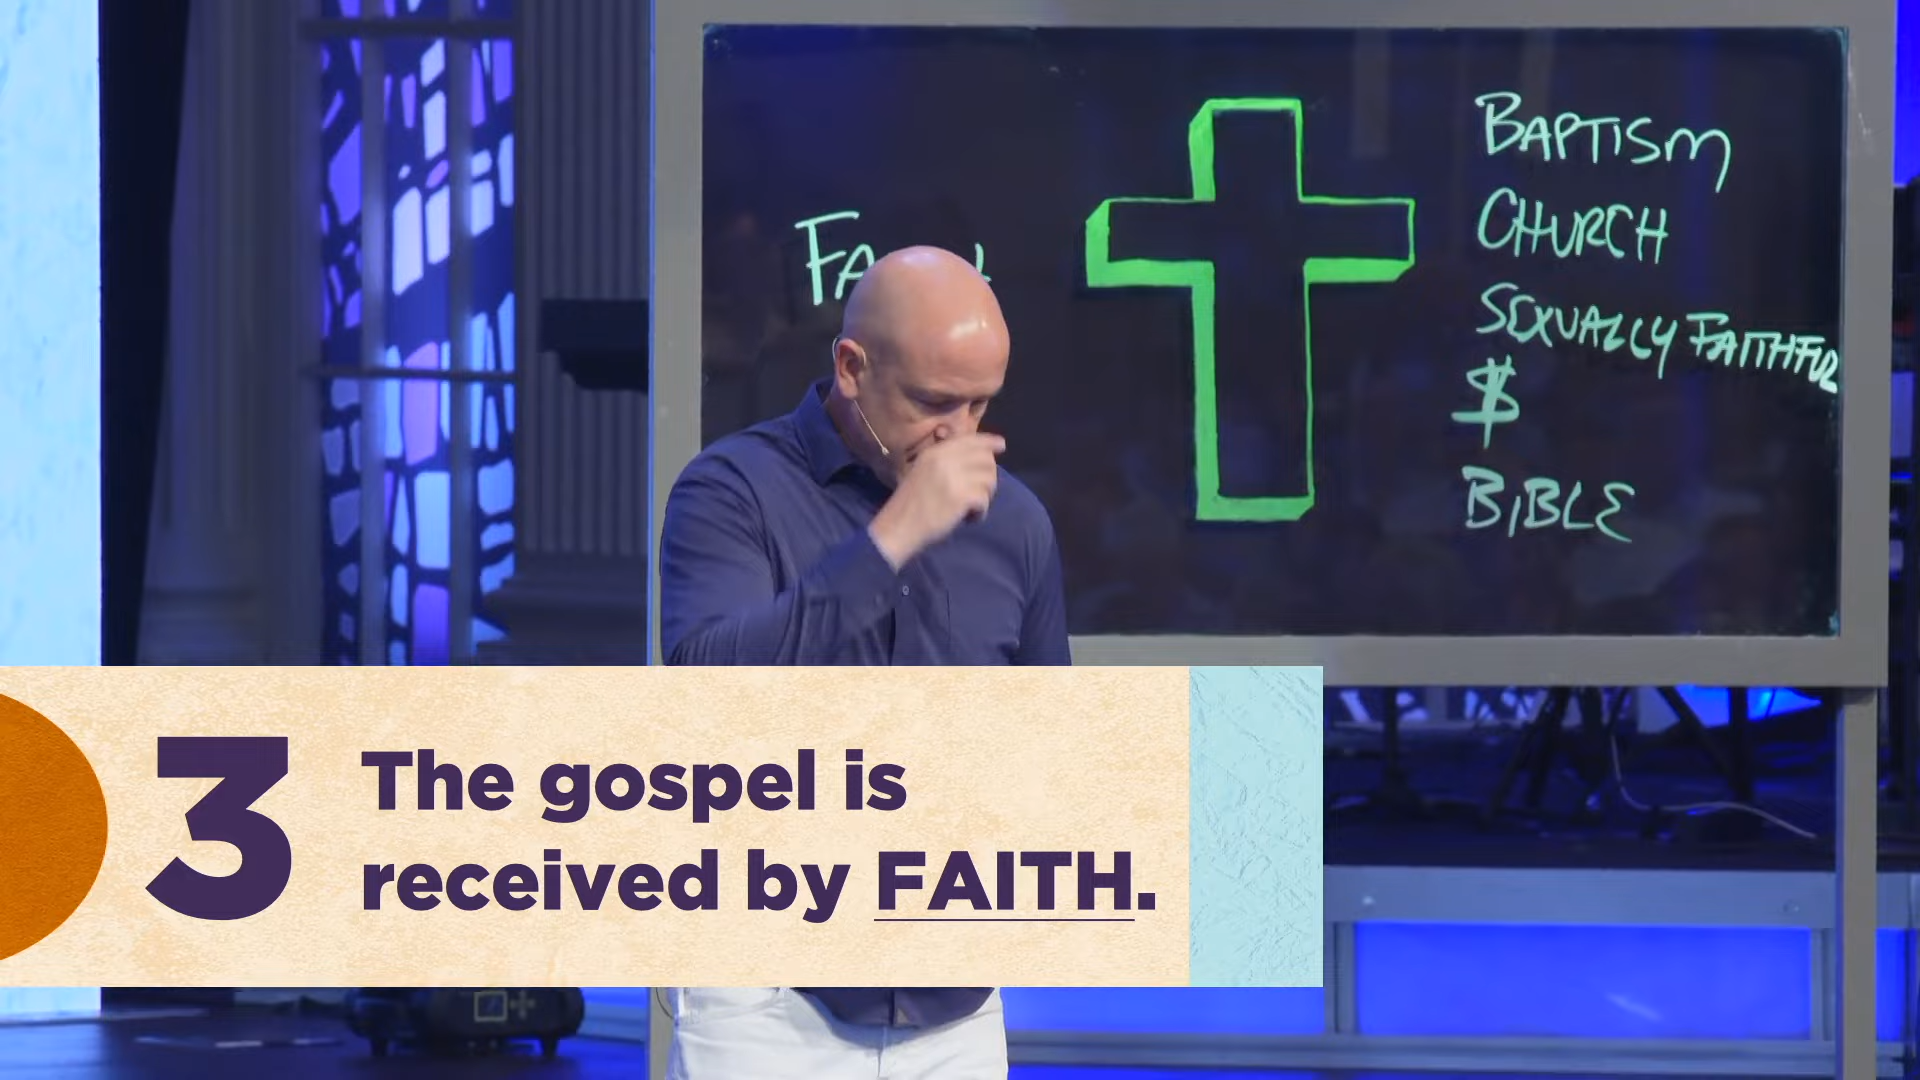 BAPTISM
CHURCH
SEXUALLY FAITHFUL
$
BIBLE
3
The gospel is
received by FAITH.